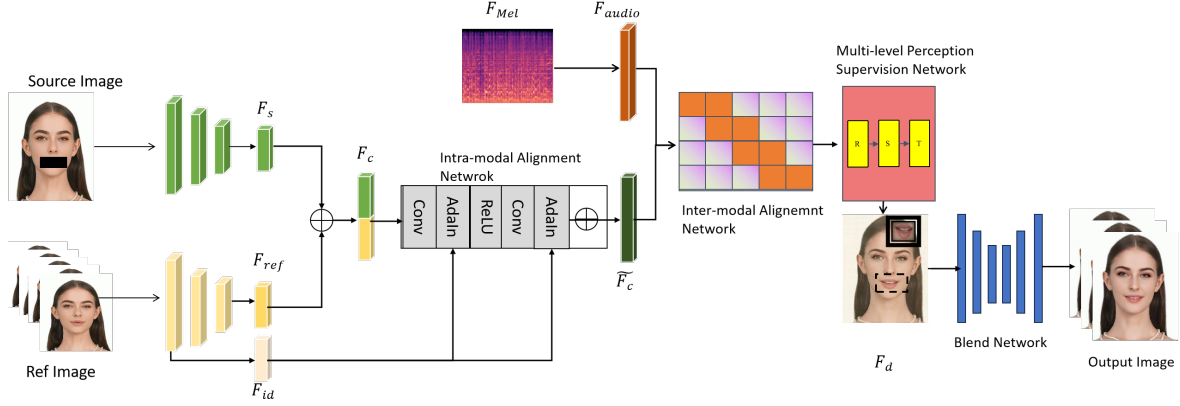 F_Mel
F_audio
Multi-level Perception
Supervision Network
Source Image
F_s
R
S
T
F_c
Intra-modal Alignment
Netwrok
Conv
AdaIn
ReLU
Conv
AdaIn
Inter-modal Alignemnt
Network
F_ref
F̃_c
Blend Network
Ref Image
F_id
F_d
Output Image